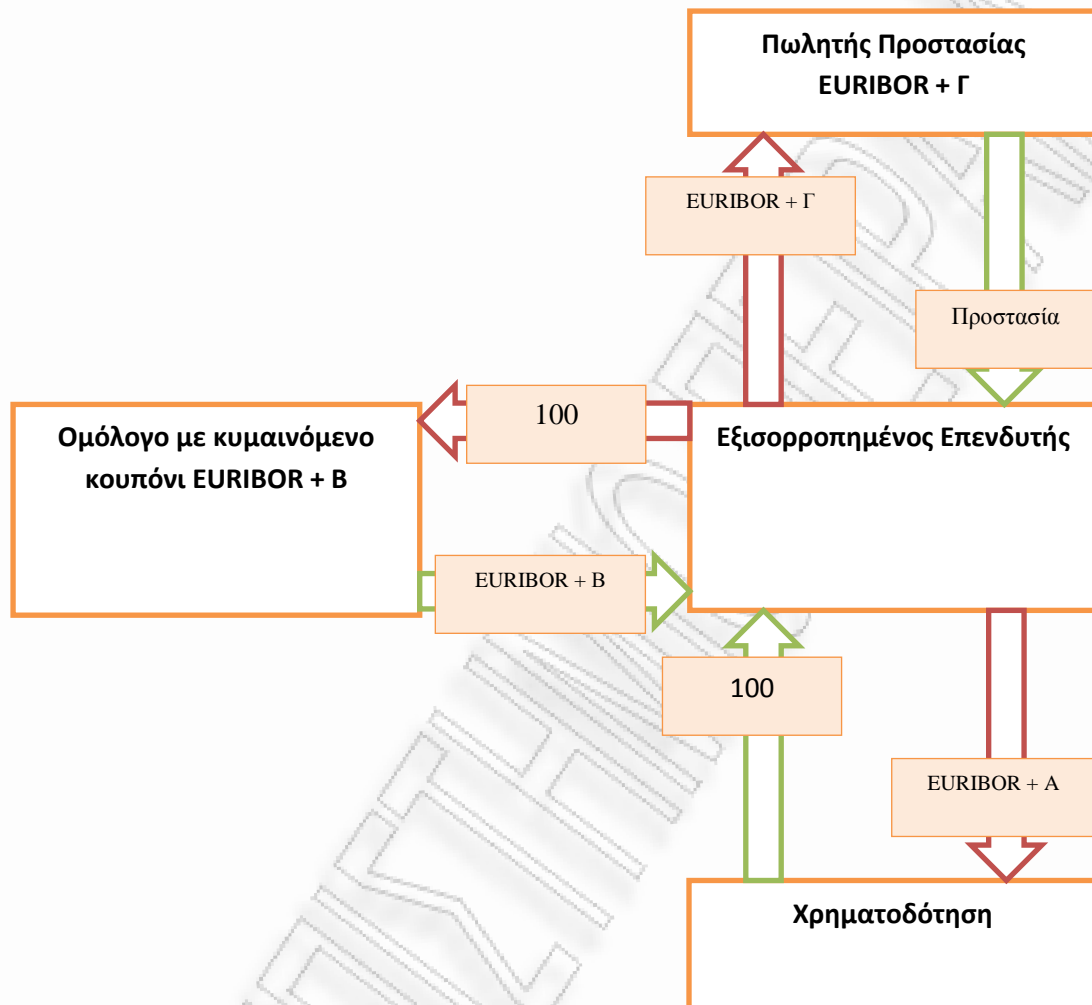 Πωλητής Προστασίας
EURIBOR + Γ
EURIBOR + Γ
Προστασία
100
Ομόλογο με κυμαινόμενο
κουπόνι EURIBOR + Β
Εξισορροπημένος Επενδυτής
EURIBOR + Β
100
EURIBOR + Α
Χρηματοδότηση